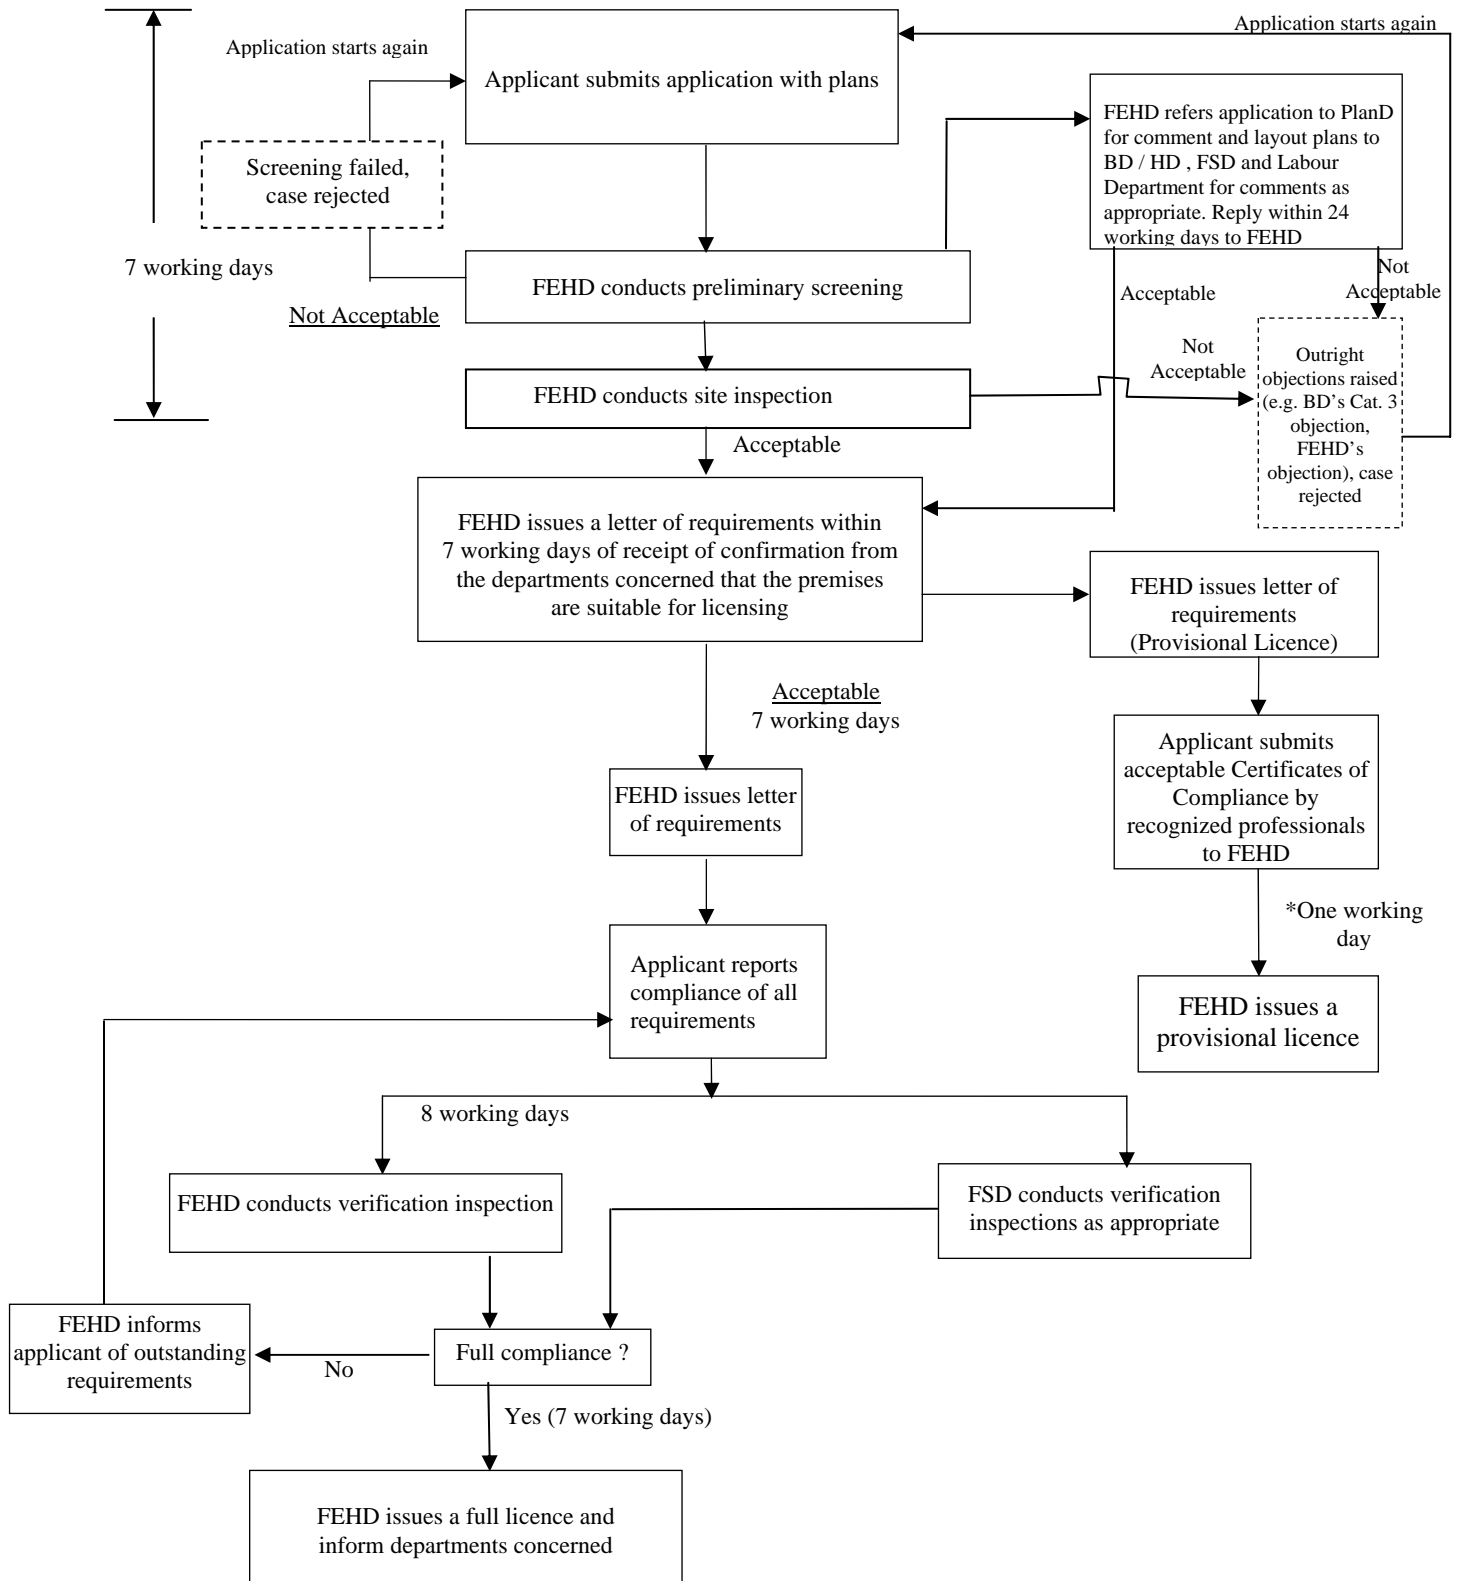 Application starts again
Application starts again
Applicant submits application with plans
FEHD refers application to PlanD
for comment and layout plans to
BD / HD , FSD and Labour
Department for comments as
appropriate. Reply within 24
working days to FEHD
Screening failed,
case rejected
7 working days
FEHD conducts preliminary screening
Not Acceptable
Acceptable
Not
Acceptable
Not
Acceptable
FEHD conducts site inspection
Outright
objections raised
(e.g. BD’s Cat. 3
objection,
FEHD’s
objection), case
rejected
Acceptable
FEHD issues a letter of requirements within
7 working days of receipt of confirmation from
the departments concerned that the premises
are suitable for licensing
FEHD issues letter of
requirements
(Provisional Licence)
Acceptable
7 working days
Applicant submits
acceptable Certificates of
Compliance by
recognized professionals
to FEHD
FEHD issues letter
of requirements
*One working
day
Applicant reports
compliance of all
requirements
FEHD issues a
provisional licence
8 working days
FEHD conducts verification inspection
FSD conducts verification
inspections as appropriate
FEHD informs
applicant of outstanding
requirements
No
Full compliance ?
Yes (7 working days)
FEHD issues a full licence and
inform departments concerned